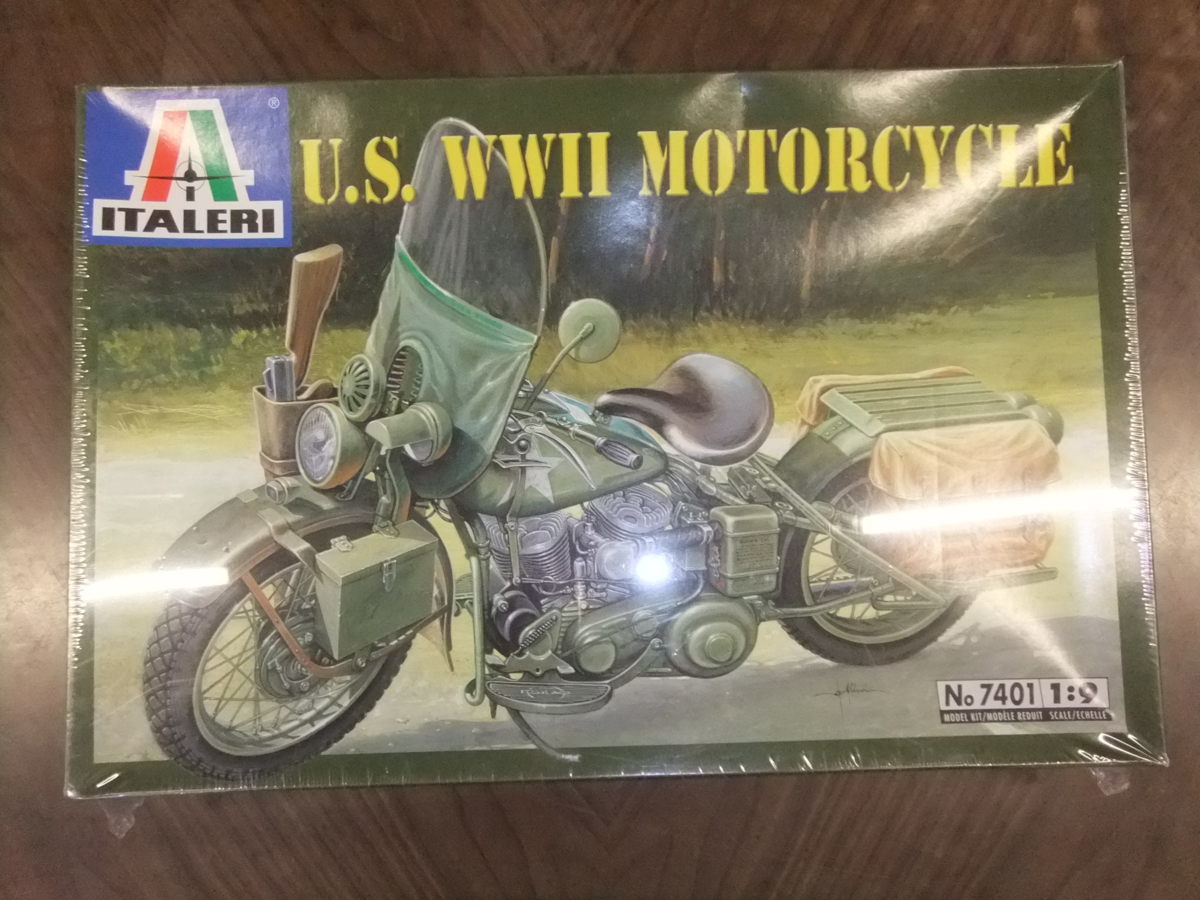 ITALERI
®
U.S. WWII MOTORCYCLE
No 7401 1:9
MODEL KIT/MODÈLE REDUIT SCALE/ECHELLE